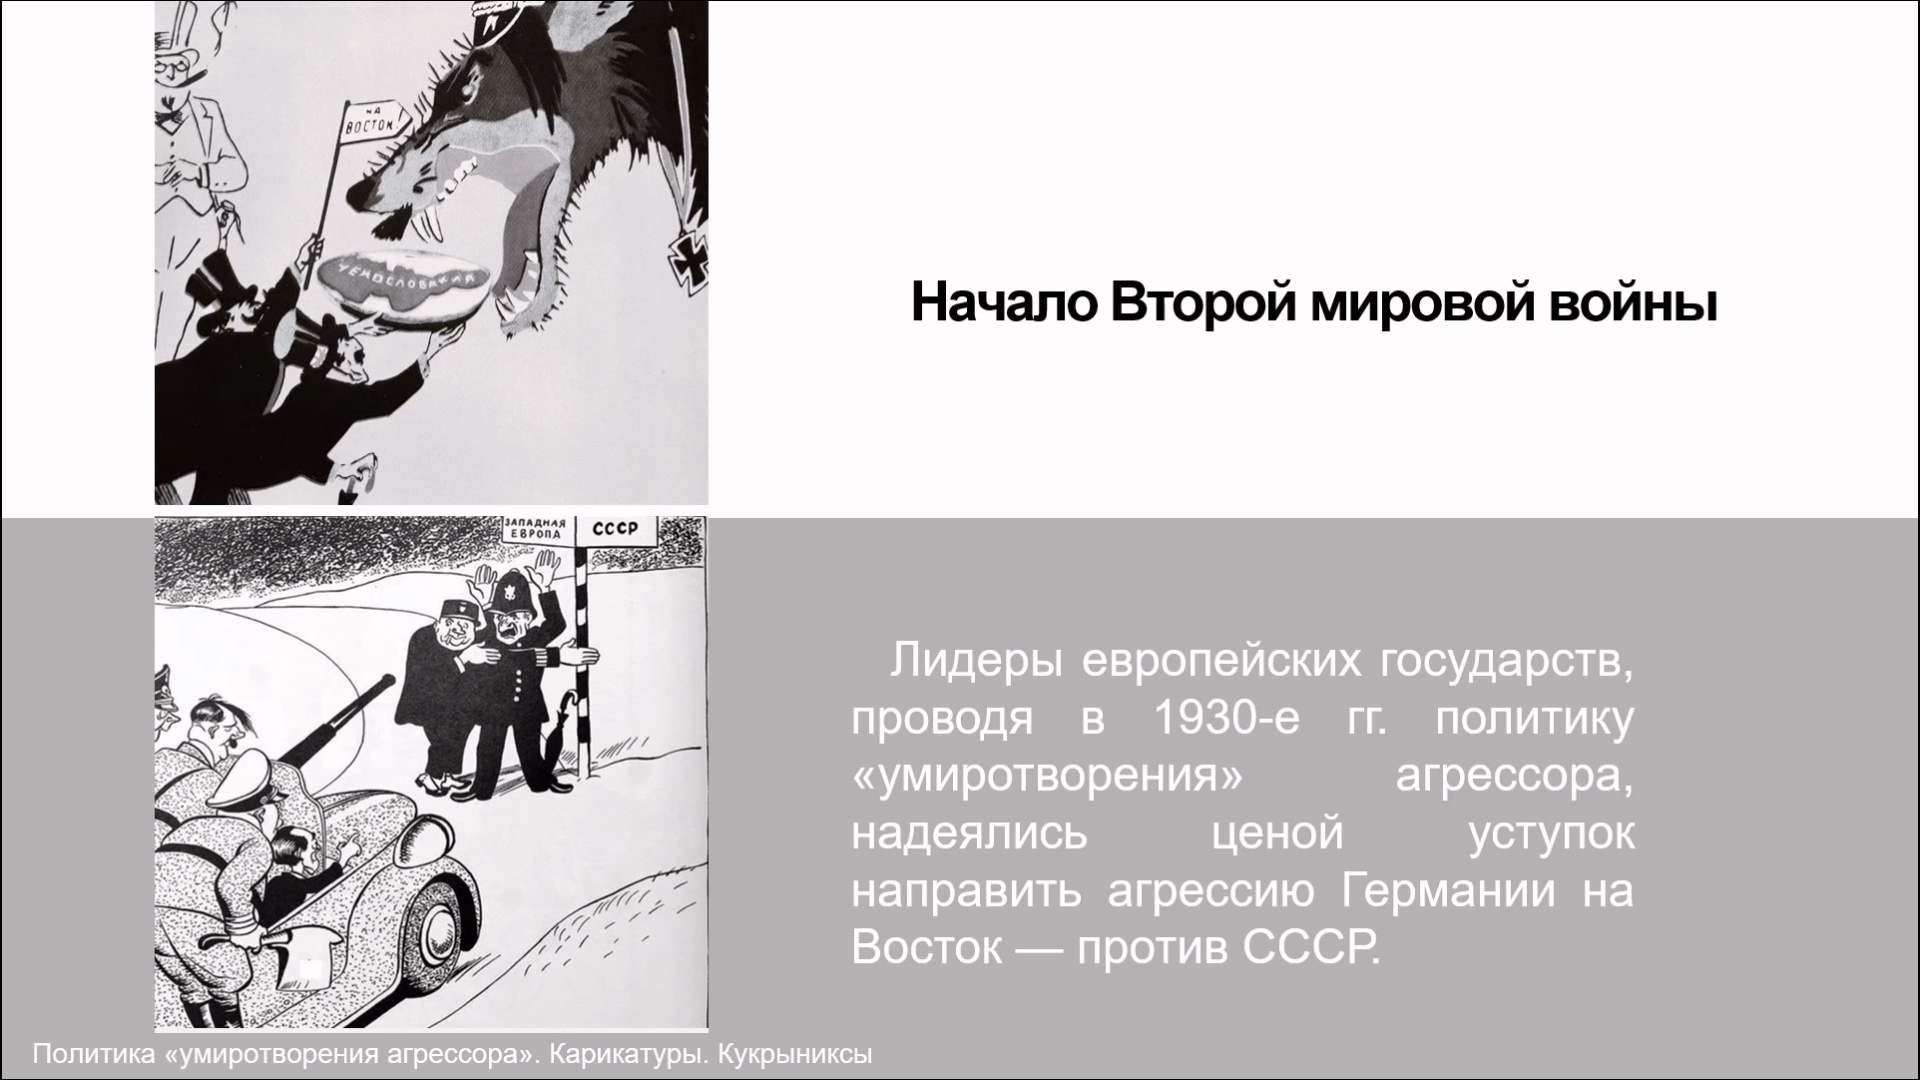 НА
ВОСТОК!
ЧЕХОСЛОВАКИЯ
Начало Второй мировой войны
ЗАПАДНАЯ
ЕВРОПА
СССР
Лидеры европейских государств,
проводя в 1930-е гг. политику
«умиротворения» агрессора,
надеялись ценой уступок
направить агрессию Германии на
Восток — против СССР.
Политика «умиротворения агрессора». Карикатуры. Кукрыниксы